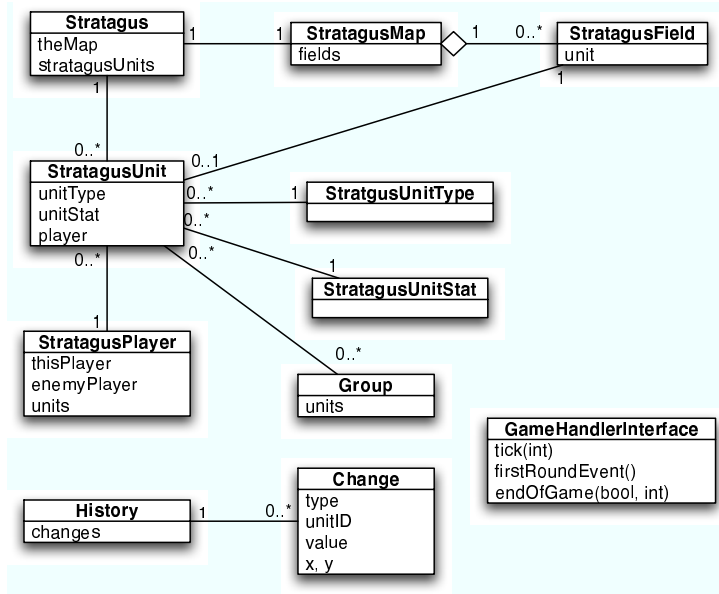 Stratagus
theMap
stratagusUnits
1
1
StratagusMap
fields
1
0..*
StratagusField
unit
1
1
0..*
0..1
StratagusUnit
unitType
unitStat
player
0..*
1
StratgusUnitType
0..*
1
StratagusUnitStat
0..*
0..*
0..*
1
StratagusPlayer
thisPlayer
enemyPlayer
units
Group
units
GameHandlerInterface
tick(int)
firstRoundEvent()
endOfGame(bool, int)
History
changes
1
0..*
Change
type
unitID
value
x, y